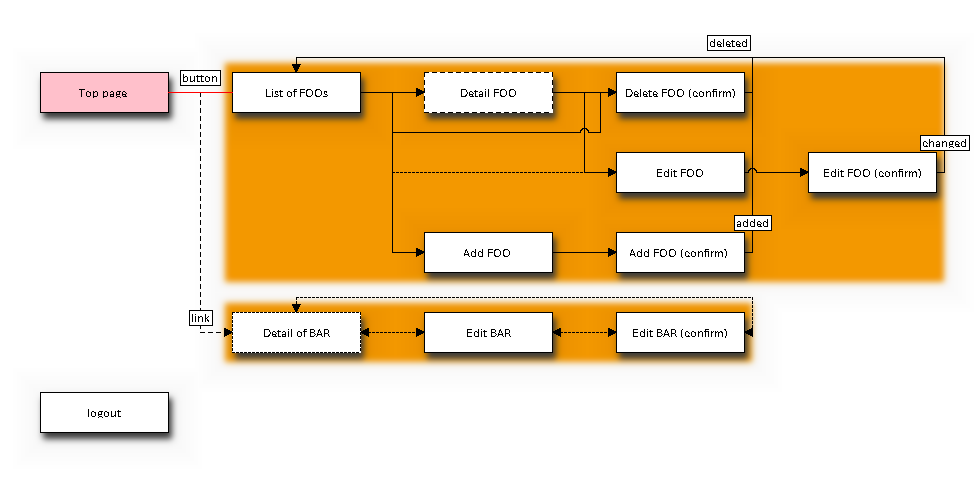 deleted
button
Top page
List of FOOs
Detail FOO
Delete FOO (confirm)
changed
Edit FOO
Edit FOO (confirm)
added
Add FOO
Add FOO (confirm)
link
Detail of BAR
Edit BAR
Edit BAR (confirm)
logout